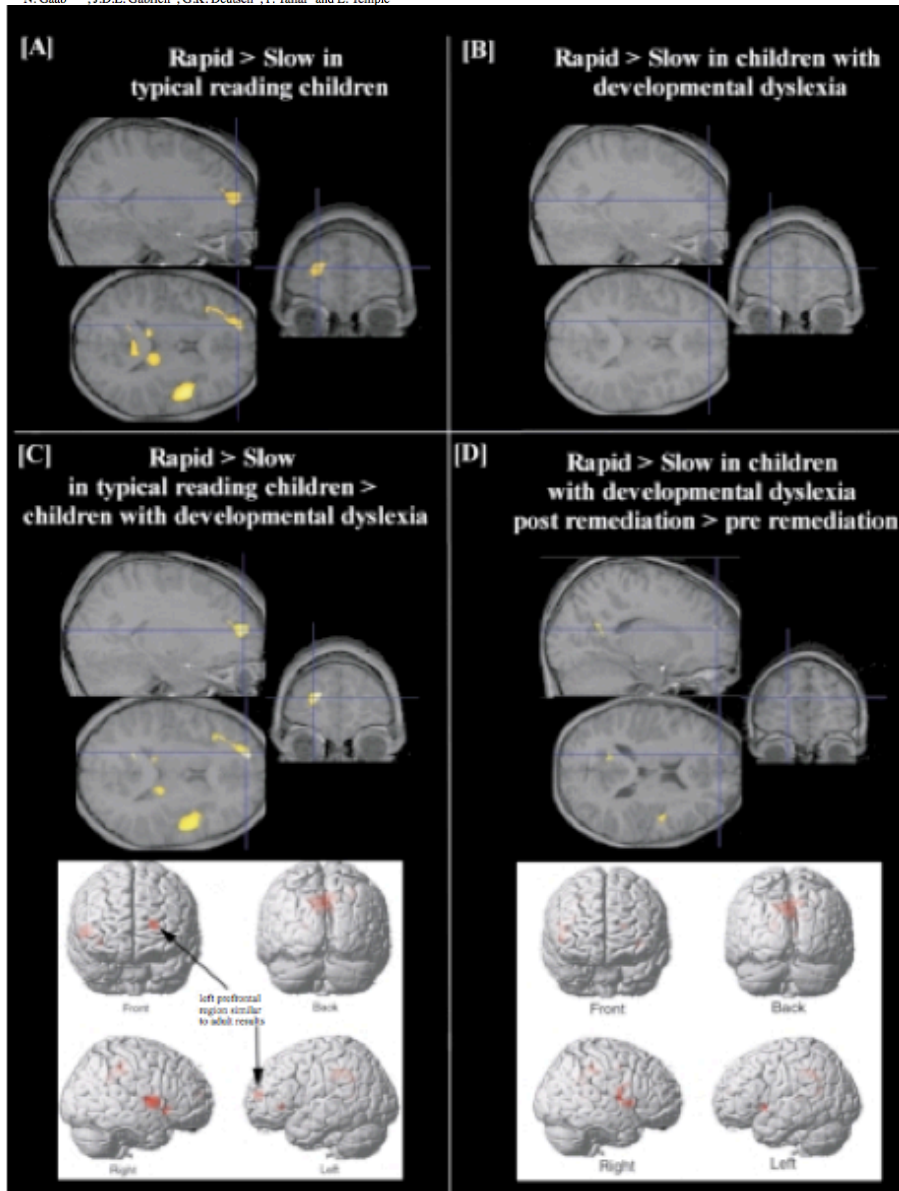 [A]
Rapid > Slow in
typical reading children
[B]
Rapid > Slow in children with
developmental dyslexia
[C]
Rapid > Slow
in typical reading children >
children with developmental dyslexia
[D]
Rapid > Slow in children
with developmental dyslexia
post remediation > pre remediation
Front
Back
left prefrontal
region similar
to adult results
Right
Left
Front
Back
Right
Left